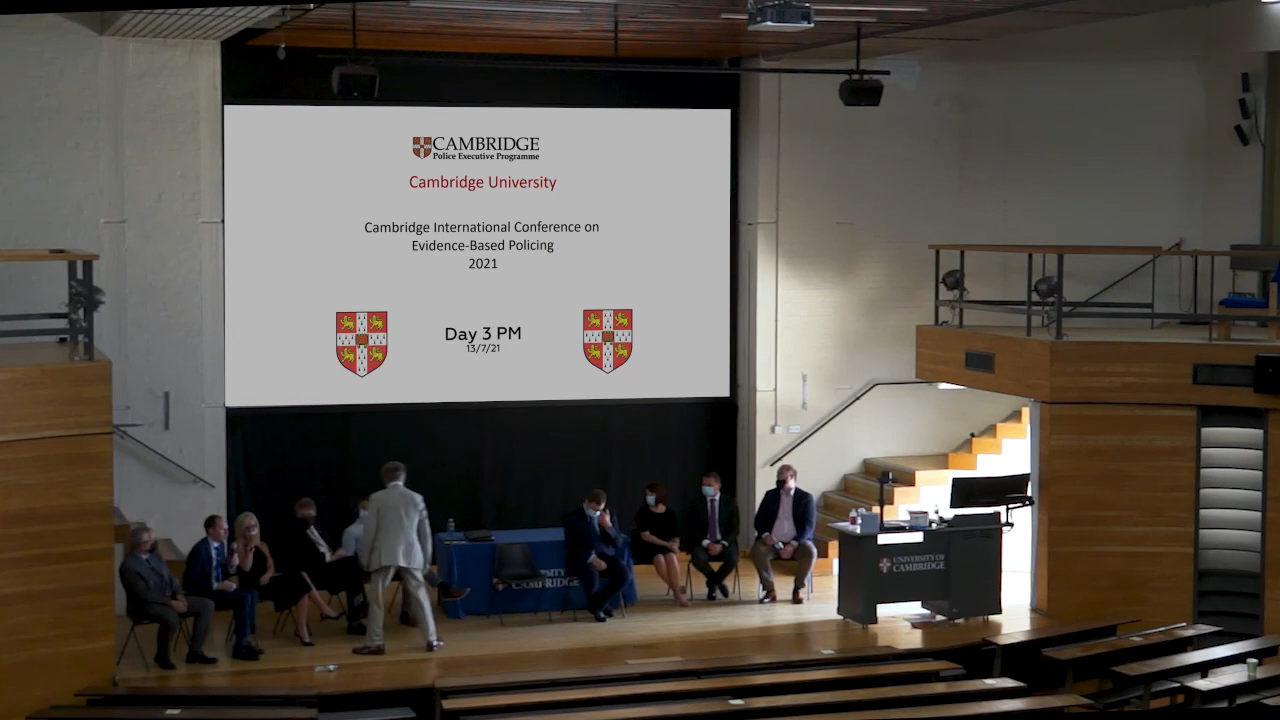 CAMBRIDGE
Police Executive Programme
Cambridge University
Cambridge International Conference on
Evidence-Based Policing
2021
Day 3 PM
13/7/21
UNIVERSITY OF
CAMBRIDGE
CAMBRIDGE